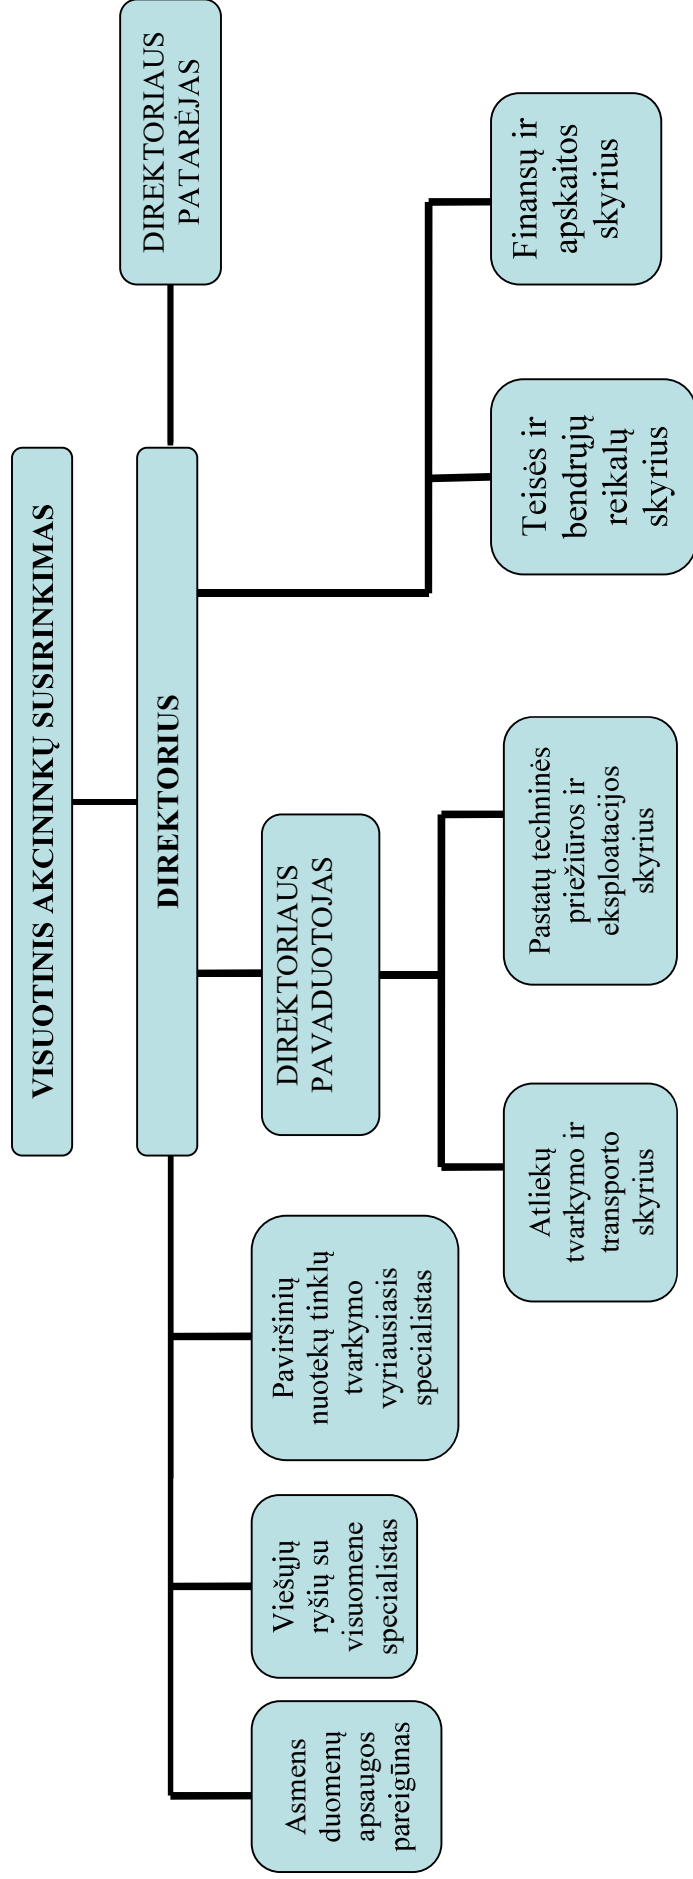 VISUOTINIS AKCININKŲ SUSIRINKIMAS
DIREKTORIUS
DIREKTORIAUS
PATARĖJAS
Asmens
duomenų
apsaugos
pareigūnas
Viešųjų
ryšių su
visuomene
specialistas
Paviršinių
nuotekų tinklų
tvarkymo
vyriausiasis
specialistas
DIREKTORIAUS
PAVADUOTOJAS
Atliekų
tvarkymo ir
transporto
skyrius
Pastatų techninės
priežiūros ir
eksploatacijos
skyrius
Teisės ir
bendrųjų
reikalų
skyrius
Finansų ir
apskaitos
skyrius